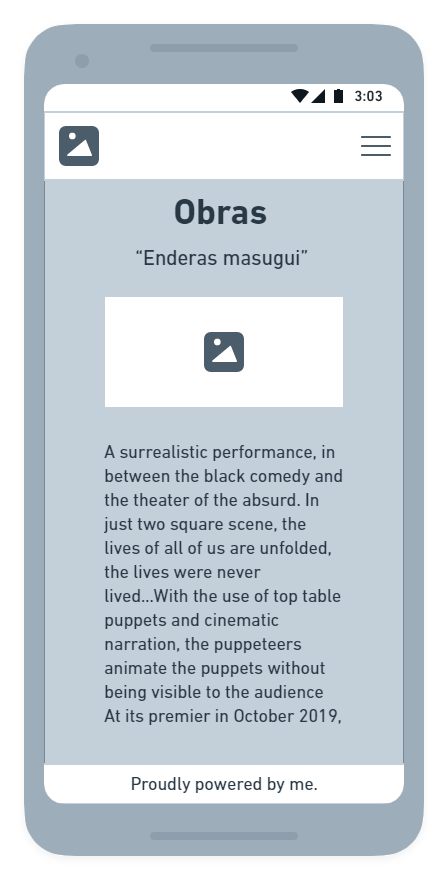 3:03
Obras
“Enderas masugui”
A surrealistic performance, in
between the black comedy and
the theater of the absurd. In
just two square scene, the
lives of all of us are unfolded,
the lives were never
lived...With the use of top table
puppets and cinematic
narration, the puppeteers
animate the puppets without
being visible to the audience
At its premier in October 2019,
Proudly powered by me.